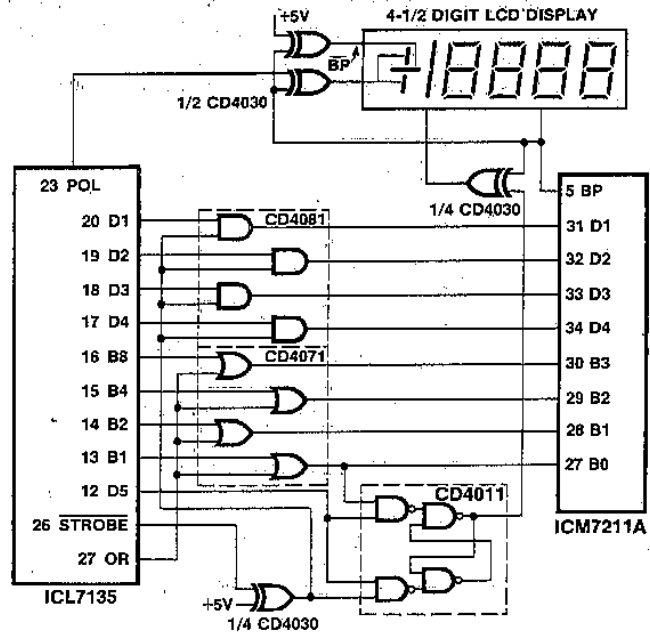 4-1/2 DIGIT LCD DISPLAY
+5V
BP
1/2 CD4030
23 POL
5 BP
1/4 CD4030
20 D1
CD4081
31 D1
19 D2
32 D2
18 D3
33 D3
17 D4
34 D4
16 B8
CD4071
30 B3
15 B4
29 B2
14 B2
28 B1
13 B1
27 B0
12 D5
CD4011
26 STROBE
27 OR
ICM7211A
+5V
ICL7135
1/4 CD4030